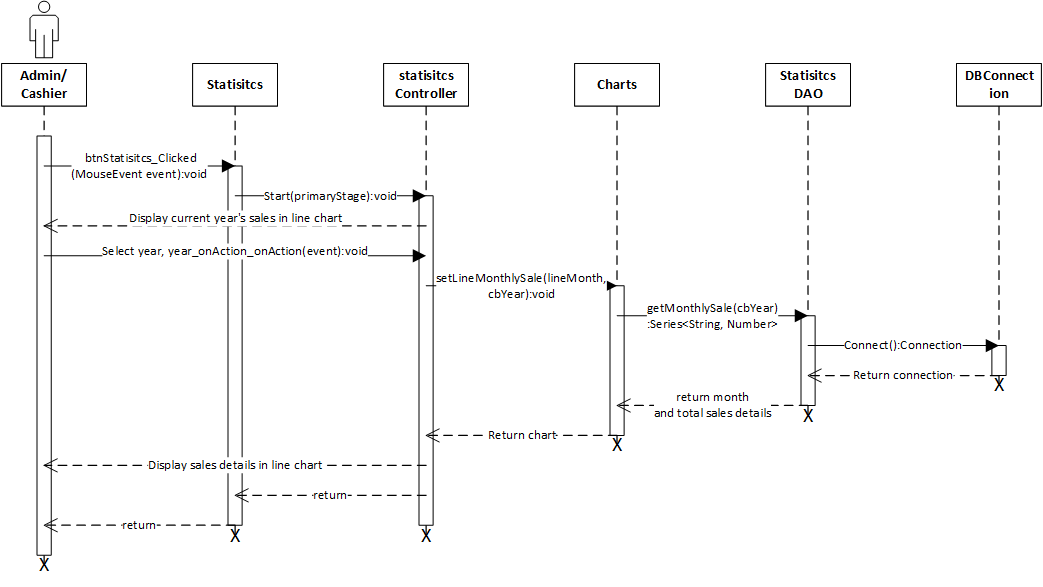 Admin/
Cashier
Statisitcs
statisitcs
Controller
Charts
Statisitcs
DAO
DBConnect
ion
btnStatisitcs_Clicked
(MouseEvent event):void
Start(primaryStage):void
Display current year's sales in line chart
Select year, year_onAction_onAction(event):void
setLineMonthlySale(lineMonth,
cbYear):void
getMonthlySale(cbYear)
:Series<String, Number>
Connect():Connection
Return connection
X
return month
and total sales details
X
Return chart
X
Display sales details in line chart
return
return
X
X
X